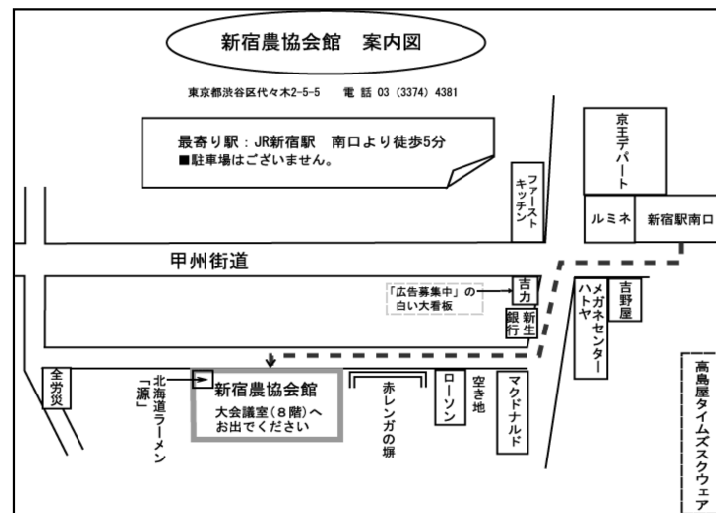 新宿農協会館　案内図
東京都渋谷区代々木2-5-5　電 話 03 (3374) 4381
最寄り駅：JR新宿駅　南口より徒歩5分
■駐車場はございません。
ファースト
キッチン
京王デパート
ルミネ
新宿駅南口
甲州街道
「広告募集中」の
白い大看板
吉力
新生
銀行
メガネセンター
ハトヤ
吉野屋
全労災
北海道ラーメン
「源」
新宿農協会館
大会議室(８階)へ
お出でください
赤レンガの塀
ローソン
空き地
マクドナルド
高島屋タイムズスクウェア